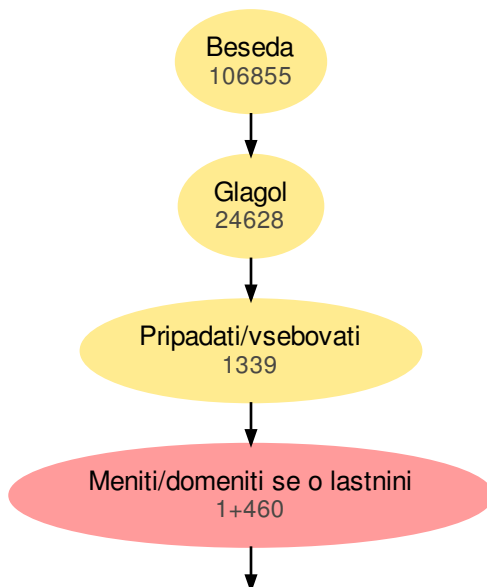 Beseda
106855
Glagol
24628
Pripadati/vsebovati
1339
Meniti/domeniti se o lastnini
1+460